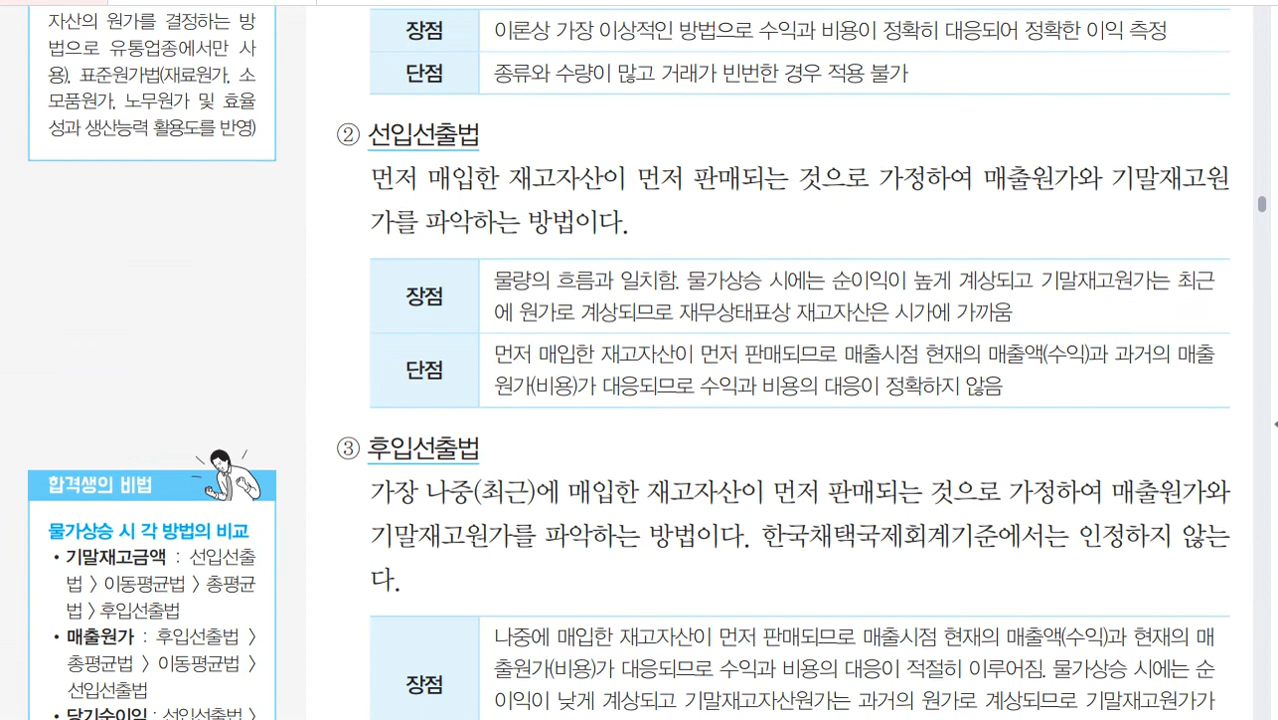 자산의 원가를 결정하는 방
법으로 유통업종에서만 사
용), 표준원가법(재료원가, 소
모품원가, 노무원가 및 효율
성과 생산능력 활용도를 반영)
장점 이론상 가장 이상적인 방법으로 수익과 비용이 정확히 대응되어 정확한 이익 측정
단점 종류와 수량이 많고 거래가 빈번한 경우 적용 불가
② 선입선출법
먼저 매입한 재고자산이 먼저 판매되는 것으로 가정하여 매출원가와 기말재고원
가를 파악하는 방법이다.
장점
물량의 흐름과 일치함. 물가상승 시에는 순이익이 높게 계상되고 기말재고원가는 최근
에 원가로 계상되므로 재무상태표상 재고자산은 시가에 가까움
단점
먼저 매입한 재고자산이 먼저 판매되므로 매출시점 현재의 매출액(수익)과 과거의 매출
원가(비용)가 대응되므로 수익과 비용의 대응이 정확하지 않음
③ 후입선출법
가장 나중(최근)에 매입한 재고자산이 먼저 판매되는 것으로 가정하여 매출원가와
기말재고원가를 파악하는 방법이다. 한국채택국제회계기준에서는 인정하지 않는
다.
장점
나중에 매입한 재고자산이 먼저 판매되므로 매출시점 현재의 매출액(수익)과 현재의 매
출원가(비용)가 대응되므로 수익과 비용의 대응이 적절히 이루어짐. 물가상승 시에는 순
이익이 낮게 계상되고 기말재고자산원가는 과거의 원가로 계상되므로 기말재고원가가
합격생의 비법
물가상승 시 각 방법의 비교
• 기말재고금액 : 선입선출
법 〉 이동평균법 〉 총평균
법 〉 후입선출법
• 매출원가 : 후입선출법 〉
총평균법 〉 이동평균법 〉
선입선출법
• 당기순이익 : 선입선출법 〉